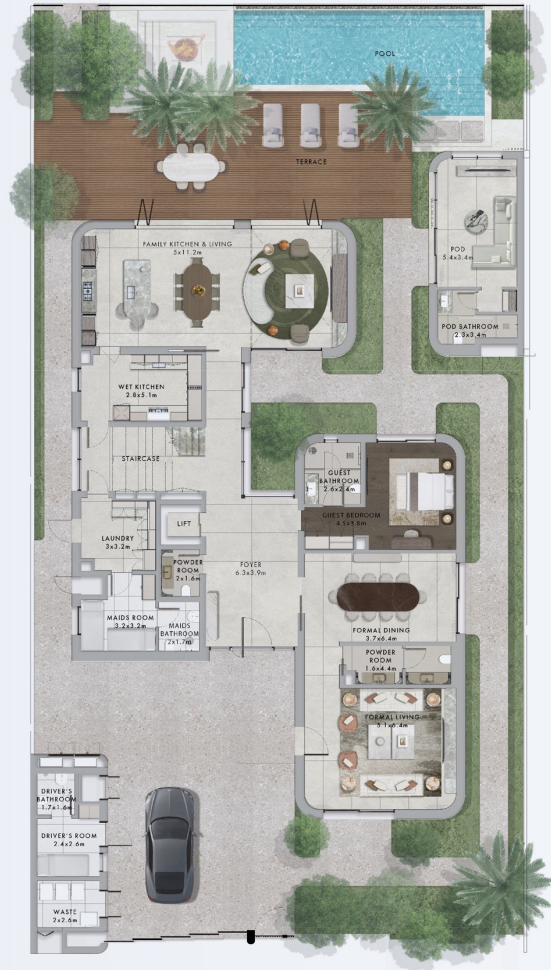 POOL
TERRACE
FAMILY KITCHEN & LIVING
5x11.2m
POD
5.4x3.4m
POD BATHROOM
2.3x3.4m
WET KITCHEN
2.8x5.1m
STAIRCASE
GUEST
BATHROOM
2.6x2.4m
GUEST BEDROOM
4.5x3.8m
LIFT
LAUNDRY
3x3.2m
POWDER
ROOM
2x1.6m
FOYER
6.3x3.9m
MAIDS ROOM
3.2x3.2m
MAIDS
BATHROOM
2x1.7m
FORMAL DINING
3.7x6.4m
POWDER
ROOM
1.6x4.4m
FORMAL LIVING
5.1x6.4m
DRIVER'S
BATHROOM
1.7x1.6m
DRIVER'S ROOM
2.4x2.6m
WASTE
2x2.6m